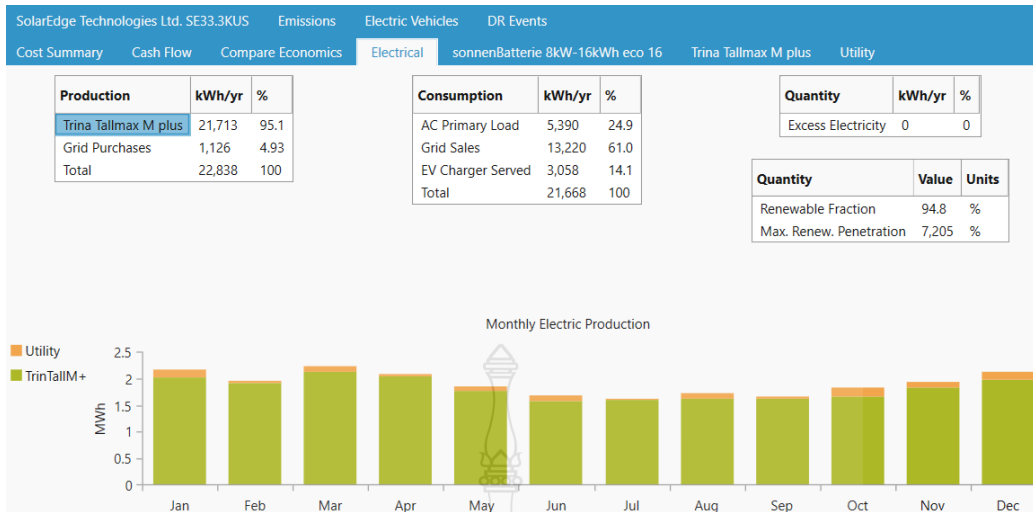 SolarEdge Technologies Ltd. SE33.3KUS Emissions Electric Vehicles DR Events
Cost Summary Cash Flow Compare Economics Electrical sonnenBatterie 8kW-16kWh eco 16 Trina Tallmax M plus Utility
Production kWh/yr %
Trina Tallmax M plus 21,713 95.1
Grid Purchases 1,126 4.93
Total 22,838 100
Consumption kWh/yr %
AC Primary Load 5,390 24.9
Grid Sales 13,220 61.0
EV Charger Served 3,058 14.1
Total 21,668 100
Quantity kWh/yr %
Excess Electricity 0 0
Quantity Value Units
Renewable Fraction 94.8 %
Max. Renew. Penetration 7,205 %
Monthly Electric Production
Utility
TrinTallM+
MWh
2.5
2
1.5
1
0.5
0
Jan Feb Mar Apr May Jun Jul Aug Sep Oct Nov Dec